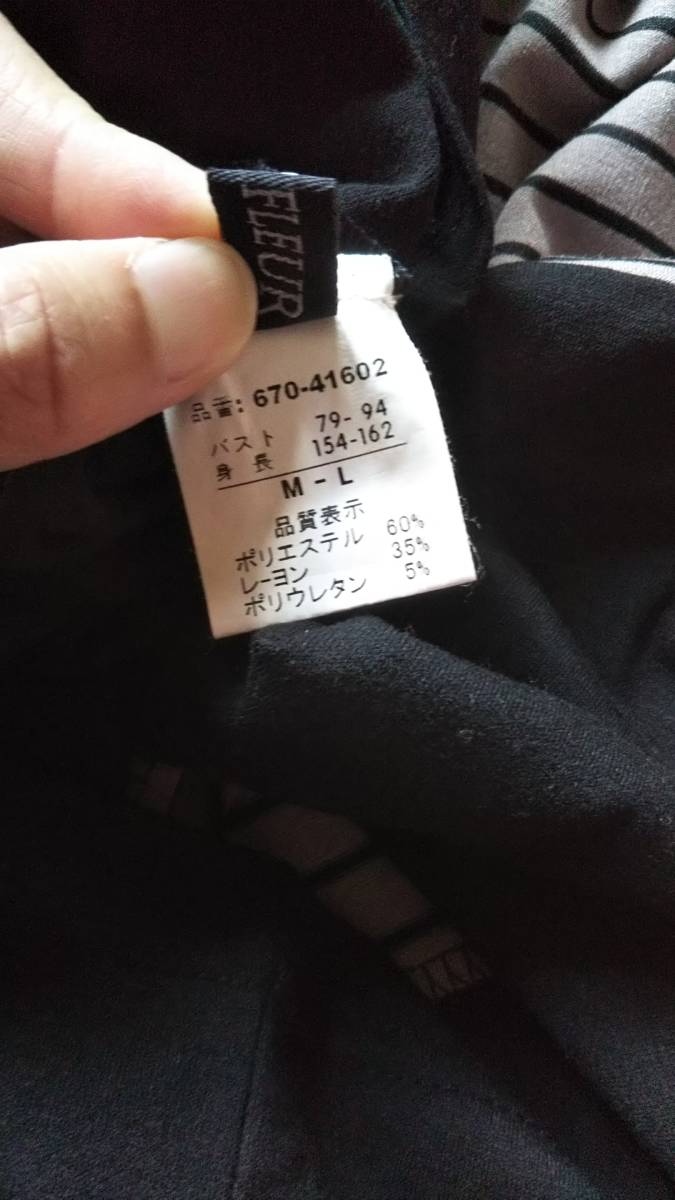 FLEUR
品番: 670-41602
バスト 79- 94
身長 154-162
M - L
品質表示
ポリエステル 60%
レーヨン 35%
ポリウレタン 5%